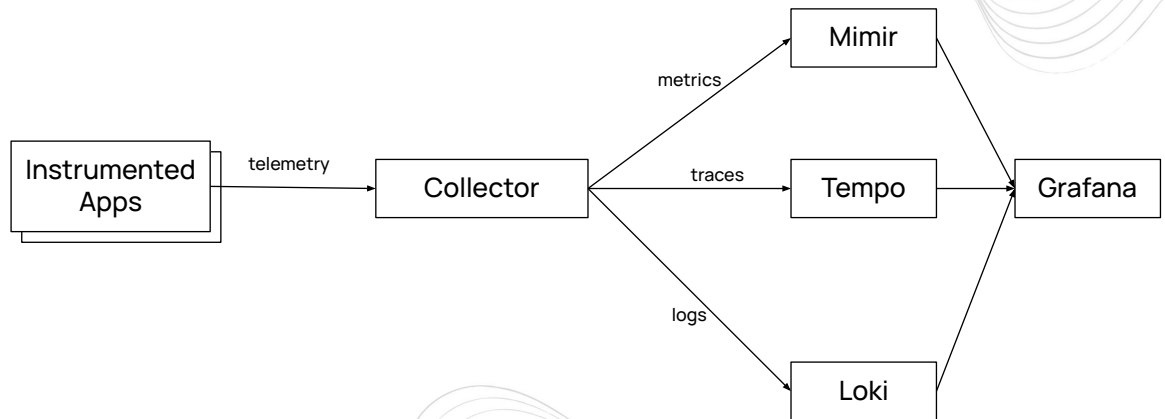 Mimir
metrics
Instrumented
Apps
telemetry
Collector
traces
Tempo
Grafana
logs
Loki